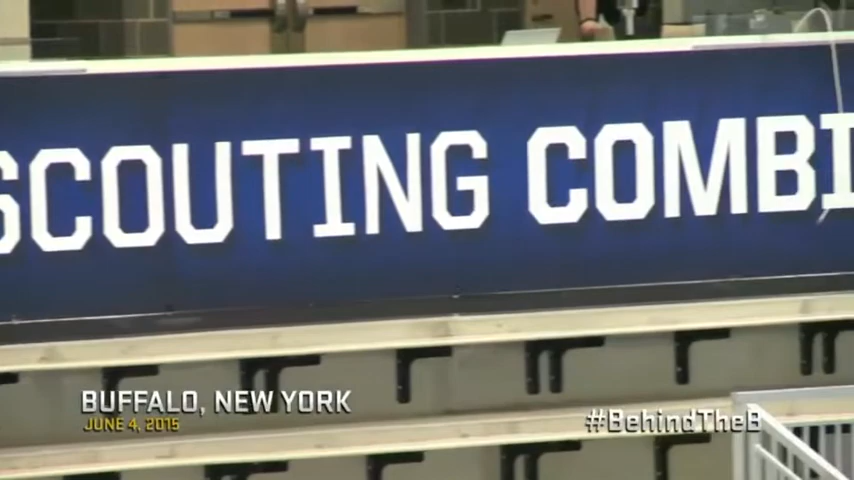 SCOUTING COMBI
BUFFALO, NEW YORK
JUNE 4, 2015
#BehindTheB